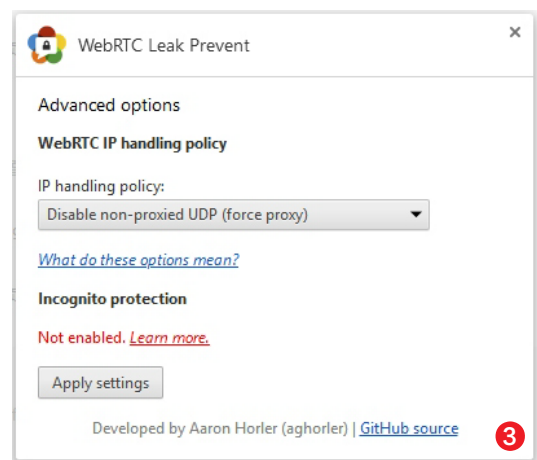 WebRTC Leak Prevent
×
Advanced options
WebRTC IP handling policy
IP handling policy:
Disable non-proxied UDP (force proxy)
What do these options mean?
Incognito protection
Not enabled. Learn more.
Apply settings
Developed by Aaron Horler (aghorler) | GitHub source
3